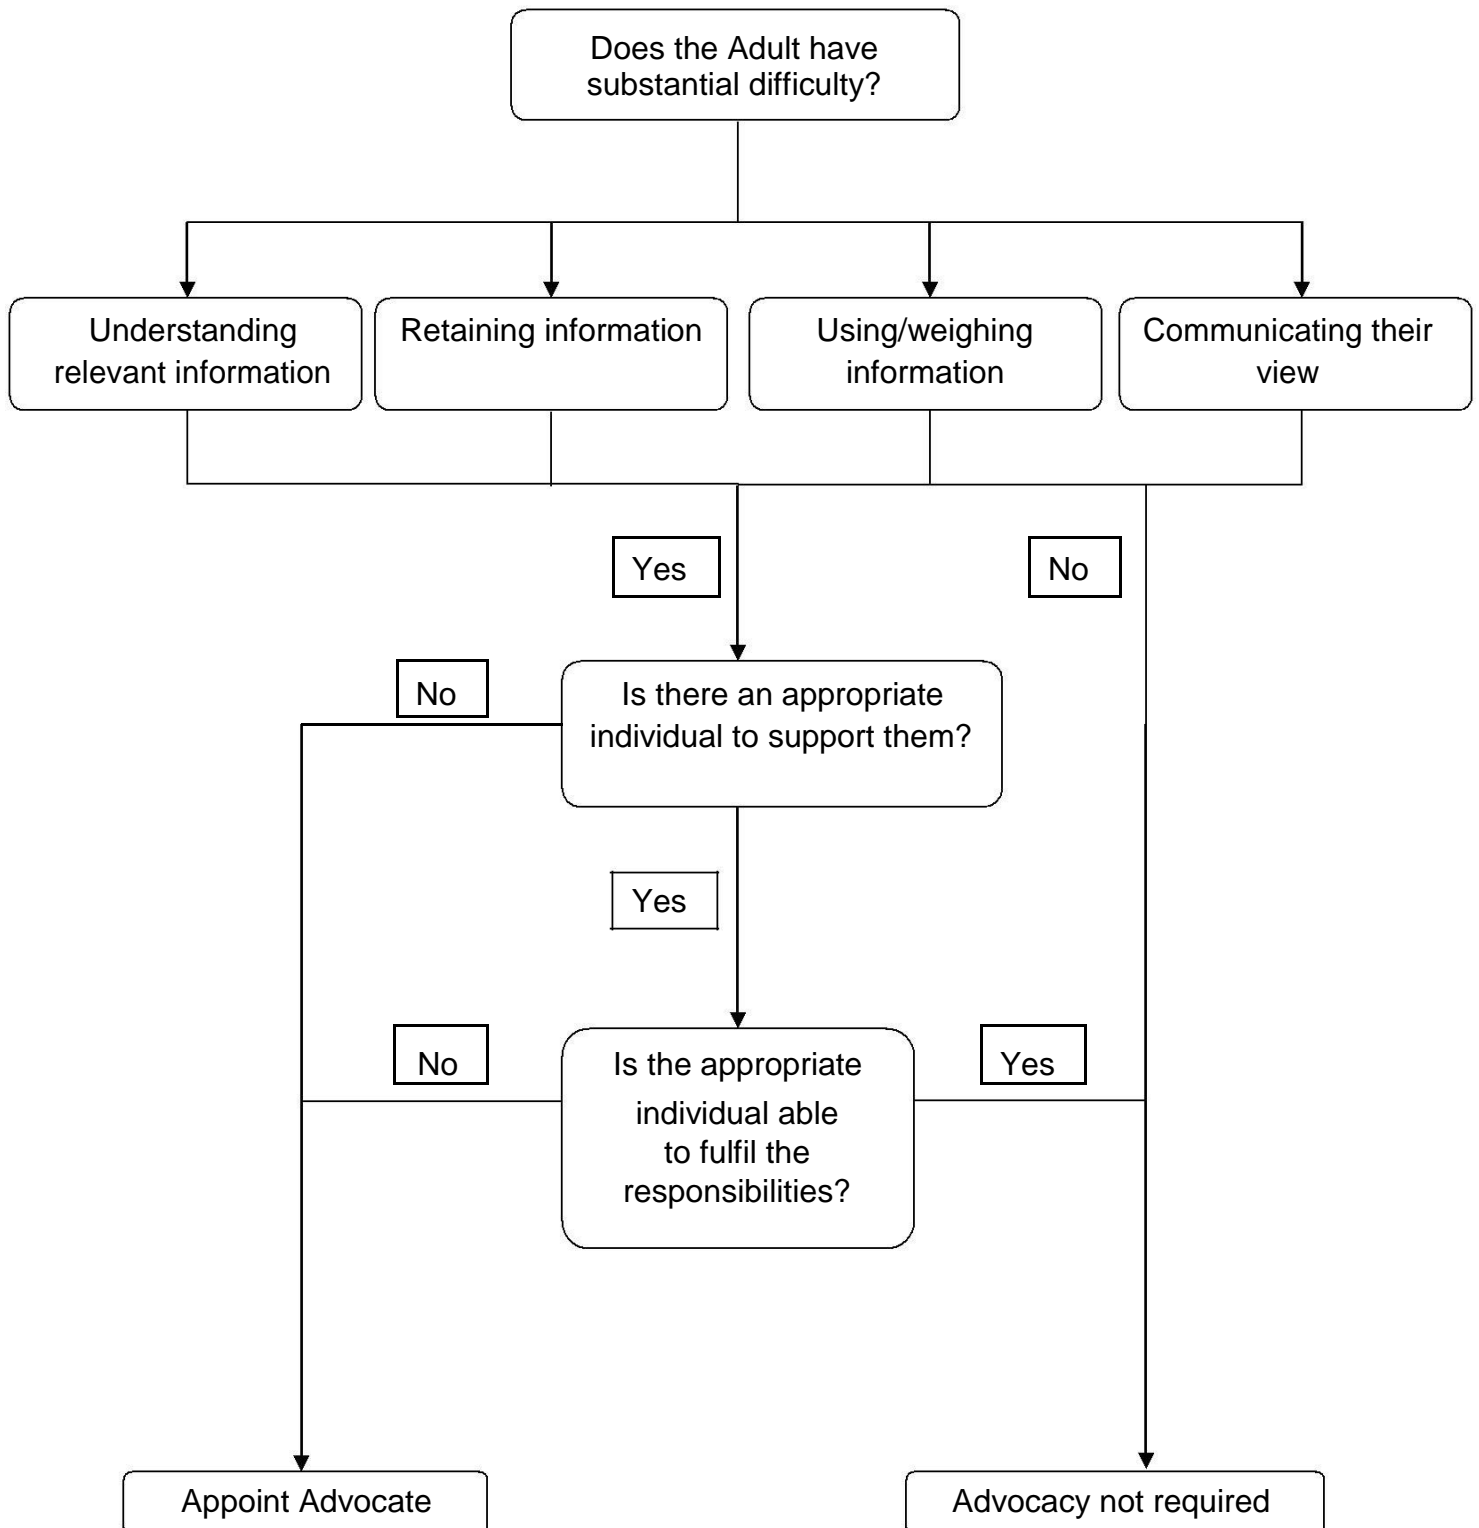 Does the Adult have
substantial difficulty?
Understanding
relevant information
Retaining information
Using/weighing
information
Communicating their
view
Yes
No
No
Is there an appropriate
individual to support them?
Yes
No
Is the appropriate
individual able
to fulfil the
responsibilities?
Yes
Appoint Advocate
Advocacy not required